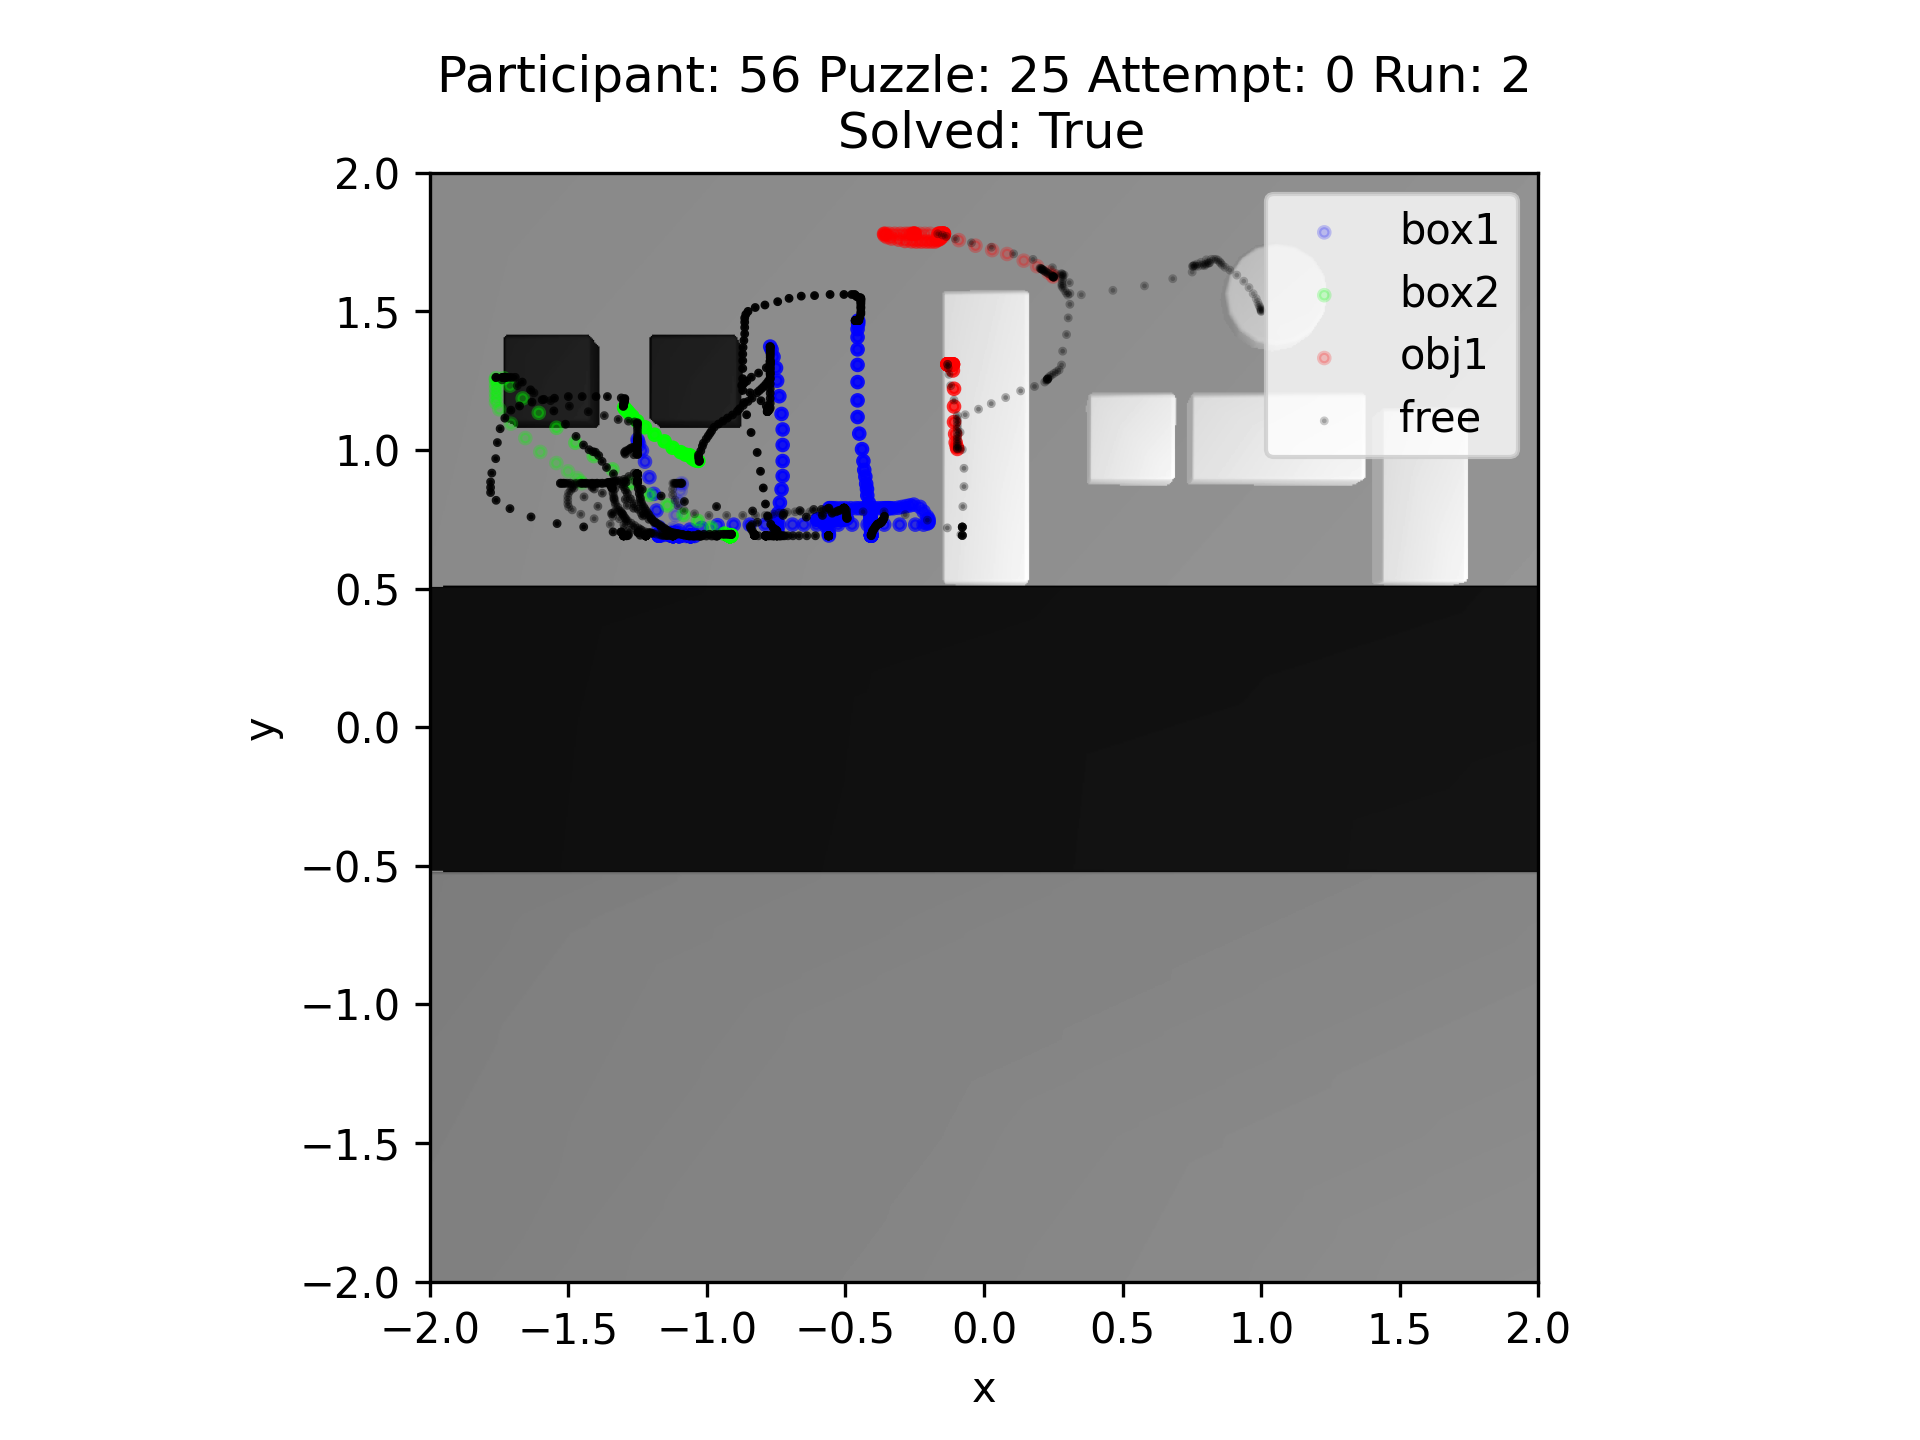 Participant: 56 Puzzle: 25 Attempt: 0 Run: 2
Solved: True
2.0
1.5
1.0
0.5
0.0
−0.5
−1.0
−1.5
−2.0
y
box1
box2
obj1
free
−2.0 −1.5 −1.0 −0.5 0.0 0.5 1.0 1.5 2.0
x